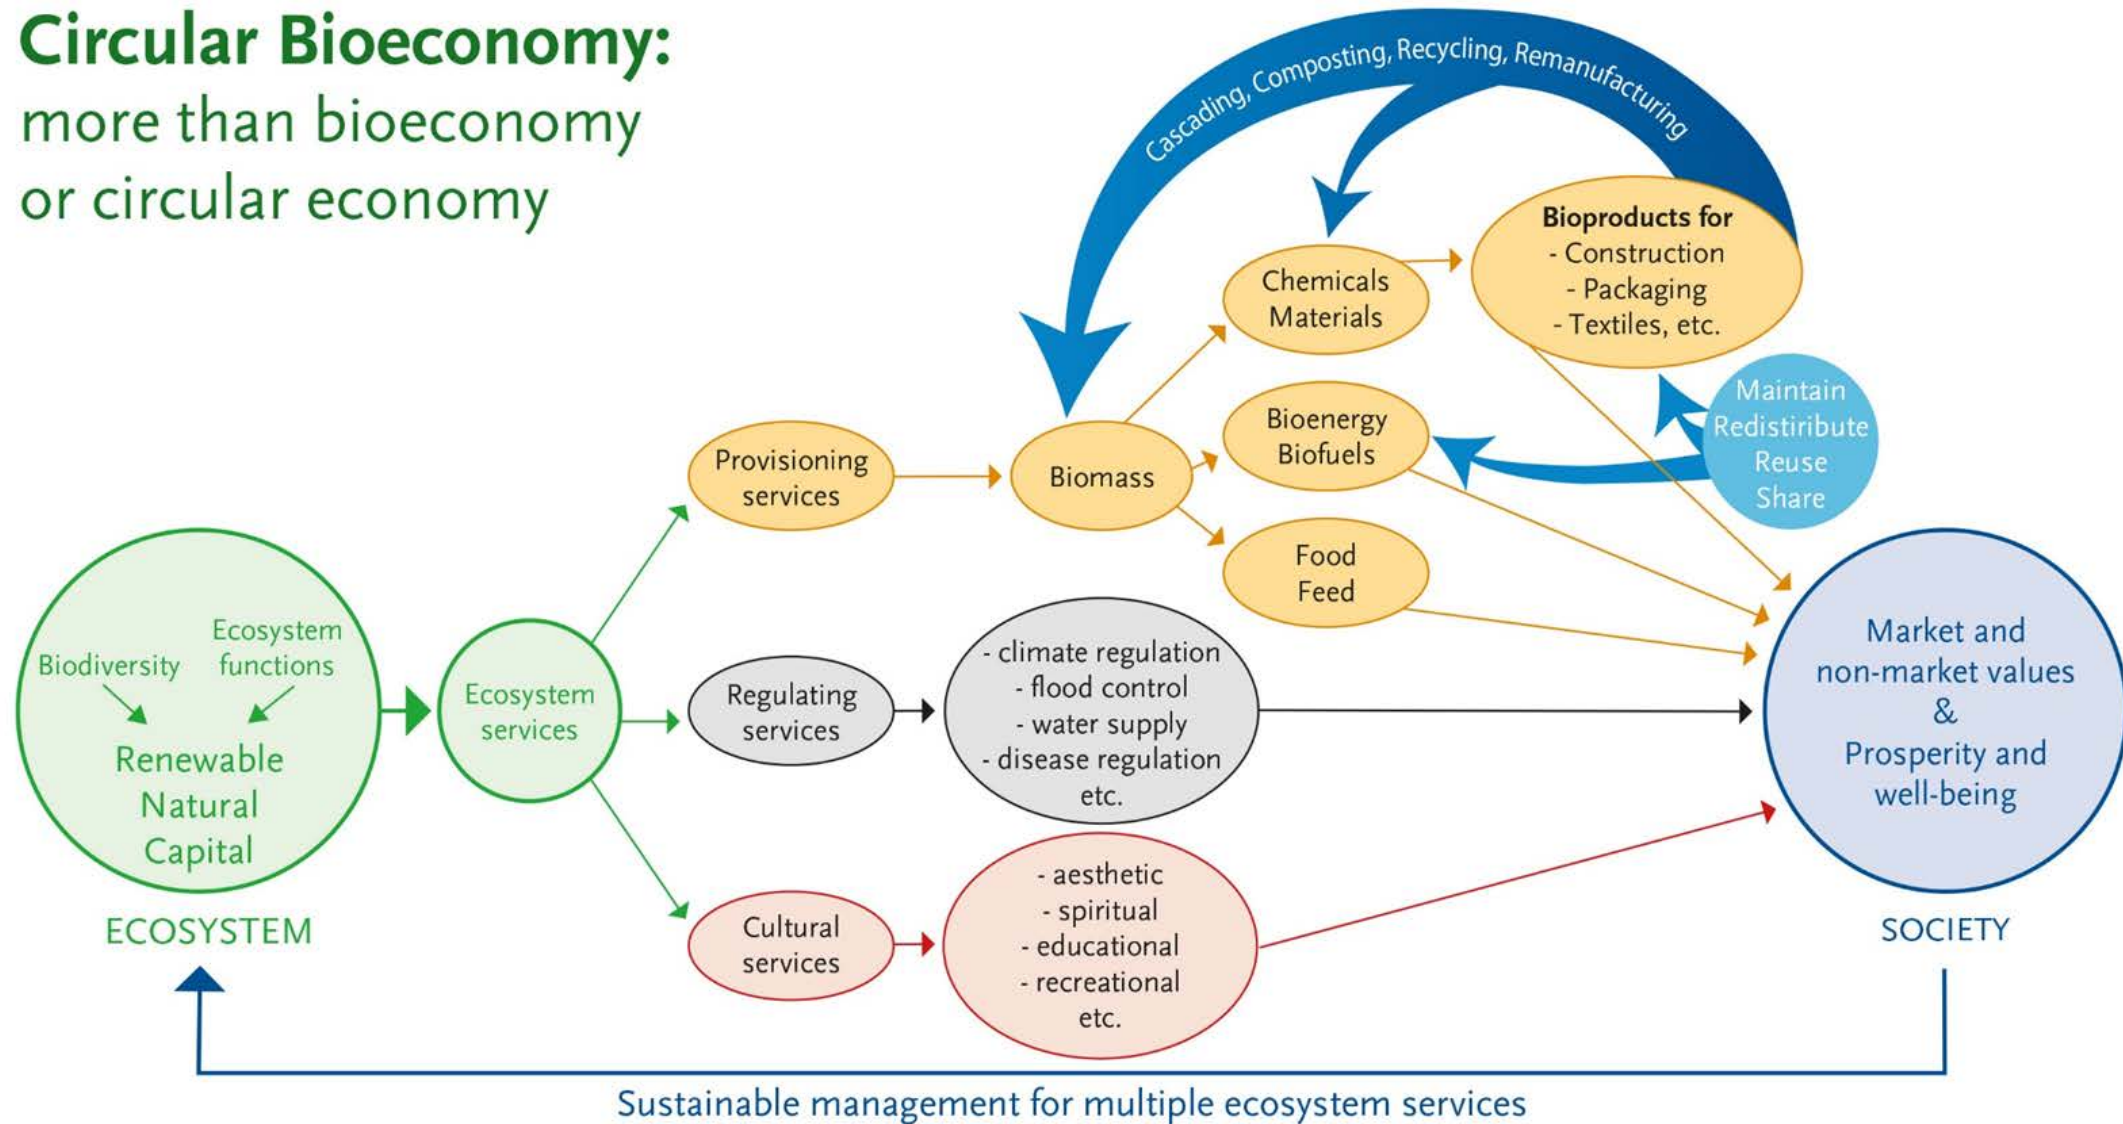 Circular Bioeconomy:
more than bioeconomy
or circular economy
Cascading, Composting, Recycling, Remanufacturing
Bioproducts for
- Construction
- Packaging
- Textiles, etc.
Chemicals
Materials
Maintain
Redistiribute
Reuse
Share
Bioenergy
Biofuels
Provisioning
services
Biomass
Food
Feed
Biodiversity
Ecosystem
functions
Renewable
Natural
Capital
ECOSYSTEM
Ecosystem
services
Regulating
services
- climate regulation
- flood control
- water supply
- disease regulation
etc.
Market and
non-market values
&
Prosperity and
well-being
SOCIETY
Cultural
services
- aesthetic
- spiritual
- educational
- recreational
etc.
Sustainable management for multiple ecosystem services